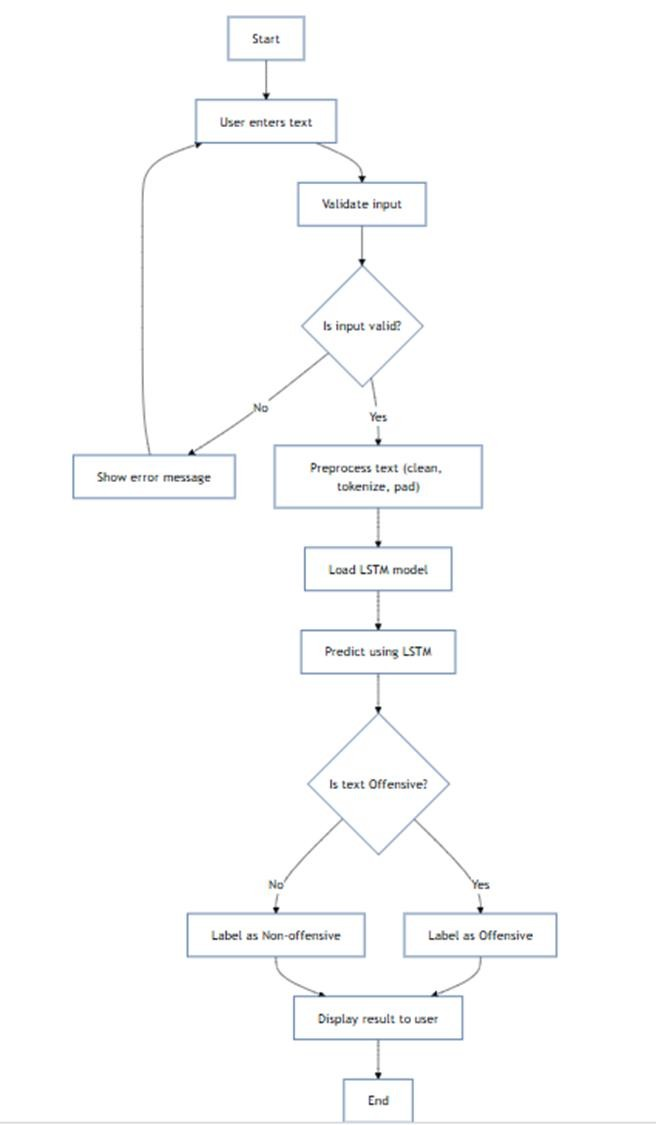 Start
User enters text
Validate input
Is input valid?
No
Yes
Show error message
Preprocess text (clean,
tokenize, pad)
Load LSTM model
Predict using LSTM
Is text Offensive?
No
Yes
Label as Non-offensive
Label as Offensive
Display result to user
End